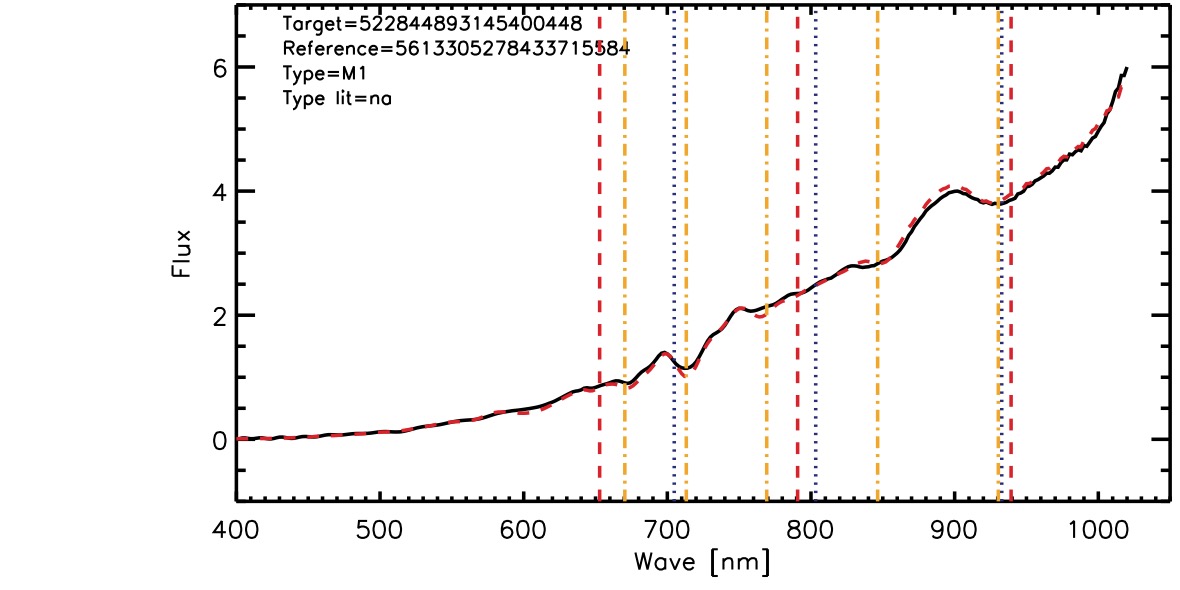 Target=522844893145400448
Reference=5613305278433715584
Type=M1
Type lit=na
6
4
2
0
Flux
400 500 600 700 800 900 1000
Wave [nm]